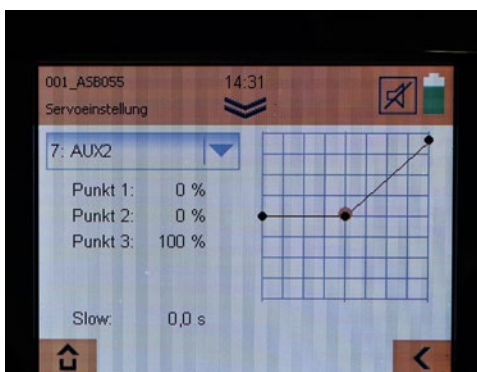 001_ASB055
14:31
Servoeinstellung
7: AUX2
Punkt 1: 0 %
Punkt 2: 0 %
Punkt 3: 100 %
Slow: 0,0 s